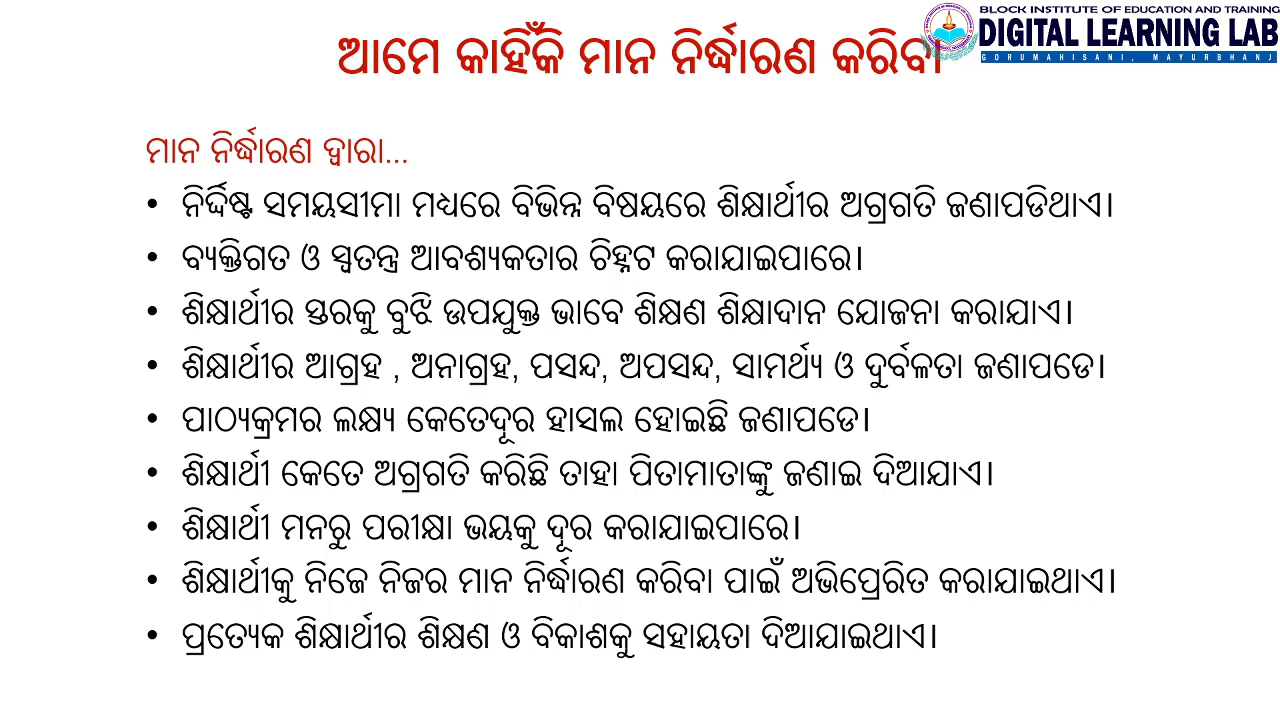 BLOCK INSTITUTE OF EDUCATION AND TRAINING
DIGITAL LEARNING LAB
GORUMAHISANI, MAYURBHANJ
ଆମେ କାହିଁକି ମାନ ନିର୍ଦ୍ଧାରଣ କରିବା
ମାନ ନିର୍ଦ୍ଧାରଣ ଦ୍ୱାରା...
• ନିର୍ଦ୍ଦିଷ୍ଟ ସମୟସୀମା ମଧ୍ୟରେ ବିଭିନ୍ନ ବିଷୟରେ ଶିକ୍ଷାର୍ଥୀର ଅଗ୍ରଗତି ଜଣାପଡିଥାଏ।
• ବ୍ୟକ୍ତିଗତ ଓ ସ୍ୱତନ୍ତ୍ର ଆବଶ୍ୟକତାର ଚିହ୍ନଟ କରାଯାଇପାରେ।
• ଶିକ୍ଷାର୍ଥୀର ସ୍ତରକୁ ବୁଝି ଉପଯୁକ୍ତ ଭାବେ ଶିକ୍ଷଣ ଶିକ୍ଷାଦାନ ଯୋଜନା କରାଯାଏ।
• ଶିକ୍ଷାର୍ଥୀର ଆଗ୍ରହ , ଅନାଗ୍ରହ, ପସନ୍ଦ, ଅପସନ୍ଦ, ସାମର୍ଥ୍ୟ ଓ ଦୁର୍ବଳତା ଜଣାପଡେ।
• ପାଠ୍ୟକ୍ରମର ଲକ୍ଷ୍ୟ କେତେଦୂର ହାସଲ ହୋଇଛି ଜଣାପଡେ।
• ଶିକ୍ଷାର୍ଥୀ କେତେ ଅଗ୍ରଗତି କରିଛି ତାହା ପିତାମାତାଙ୍କୁ ଜଣାଇ ଦିଆଯାଏ।
• ଶିକ୍ଷାର୍ଥୀ ମନରୁ ପରୀକ୍ଷା ଭୟକୁ ଦୂର କରାଯାଇପାରେ।
• ଶିକ୍ଷାର୍ଥୀକୁ ନିଜେ ନିଜର ମାନ ନିର୍ଦ୍ଧାରଣ କରିବା ପାଇଁ ଅଭିପ୍ରେରିତ କରାଯାଇଥାଏ।
• ପ୍ରତ୍ୟେକ ଶିକ୍ଷାର୍ଥୀର ଶିକ୍ଷଣ ଓ ବିକାଶକୁ ସହାୟତା ଦିଆଯାଇଥାଏ।